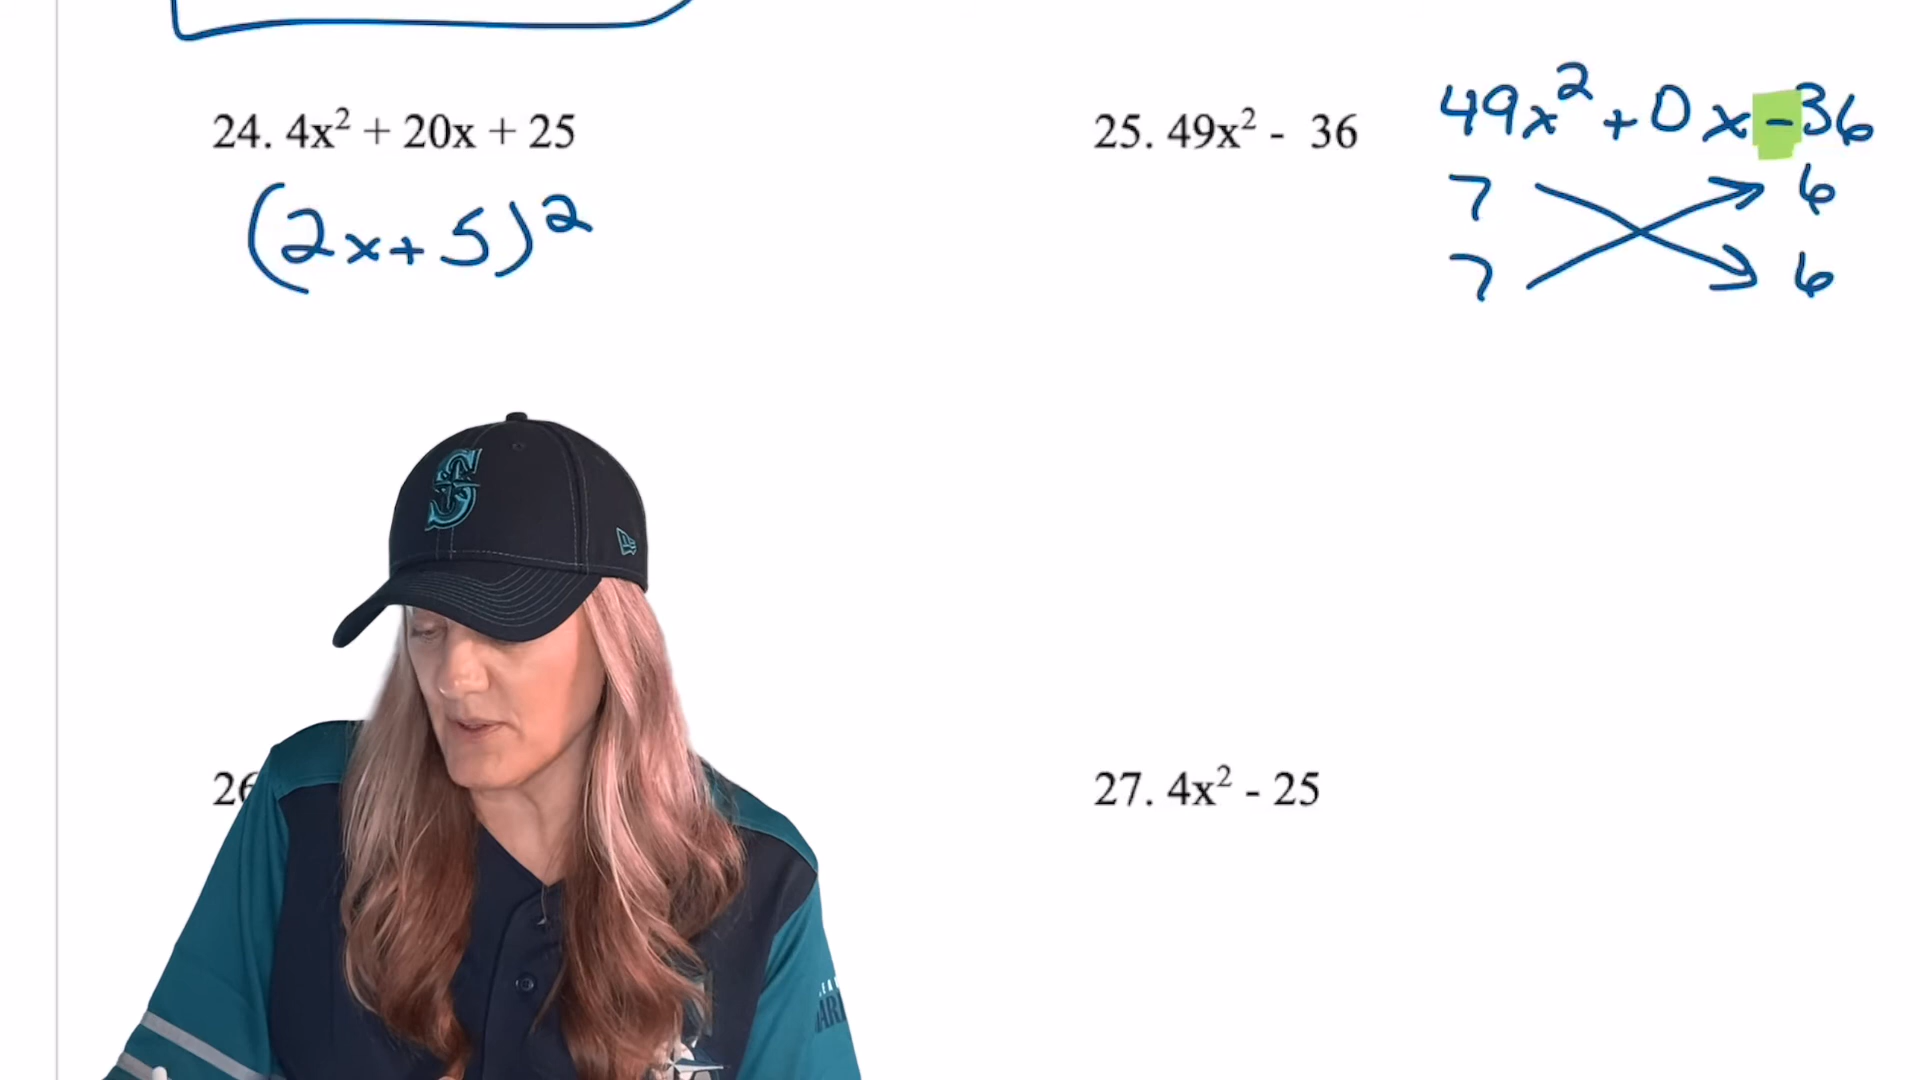 24. 4x² + 20x + 25
(2x+5)²
25. 49x² - 36
49x²+0x-36
7 6
7 6
26
27. 4x² - 25
S